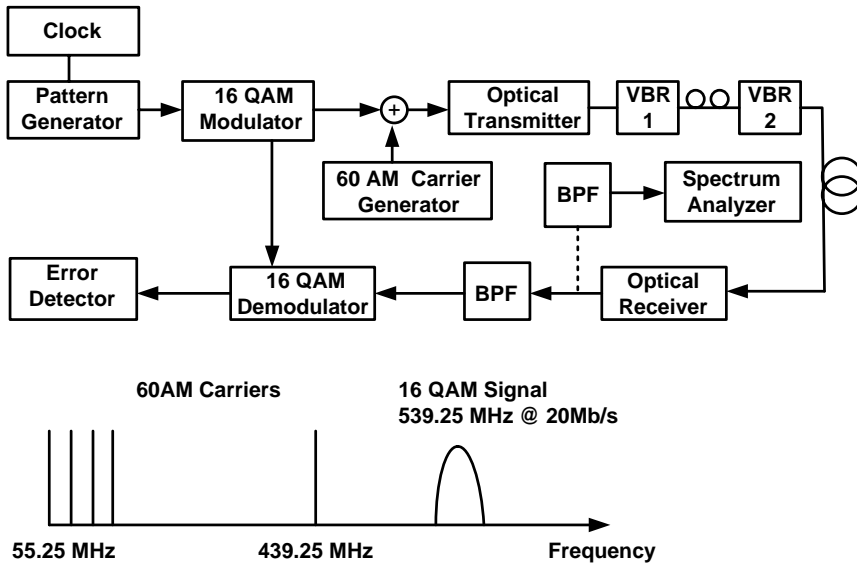 Clock
Pattern
Generator
16 QAM
Modulator
+
Optical
Transmitter
VBR
1
VBR
2
60 AM Carrier
Generator
BPF
Spectrum
Analyzer
Error
Detector
16 QAM
Demodulator
BPF
Optical
Receiver
60AM Carriers
16 QAM Signal
539.25 MHz @ 20Mb/s
55.25 MHz
439.25 MHz
Frequency